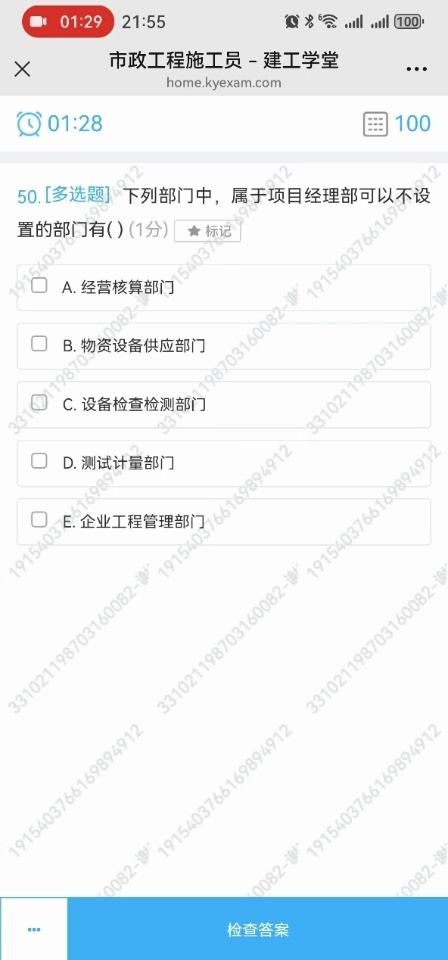 01:29 21:55 6 100
市政工程施工员 – 建工学堂
home.kyexam.com
01:28 100
50.[多选题] 下列部门中，属于项目经理部可以不设
置的部门有( ) (1分) ★ 标记
A. 经营核算部门
B. 物资设备供应部门
C. 设备检查检测部门
D. 测试计量部门
E. 企业工程管理部门
1915403766169894912
331021198703160082-谢
检查答案